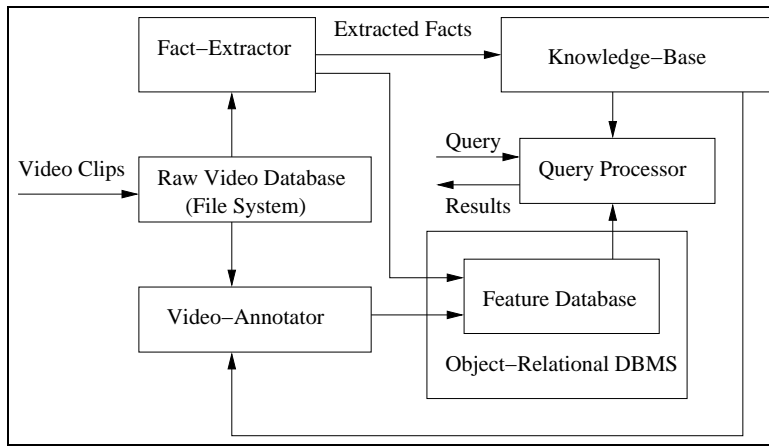 Fact−Extractor
Extracted Facts
Knowledge−Base
Video Clips
Raw Video Database
(File System)
Query
Results
Query Processor
Video−Annotator
Feature Database
Object−Relational DBMS